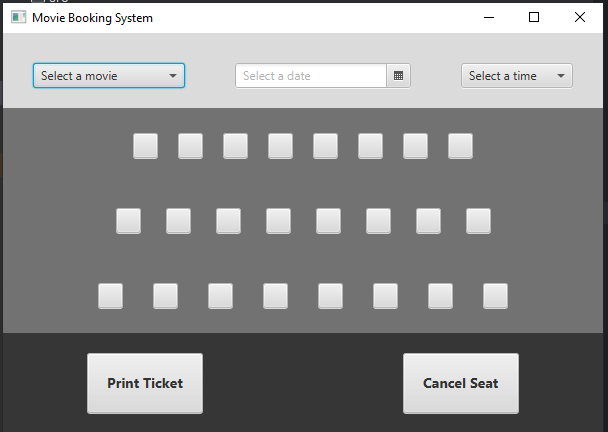 Movie Booking System
Select a movie
Select a date
Select a time
Print Ticket
Cancel Seat